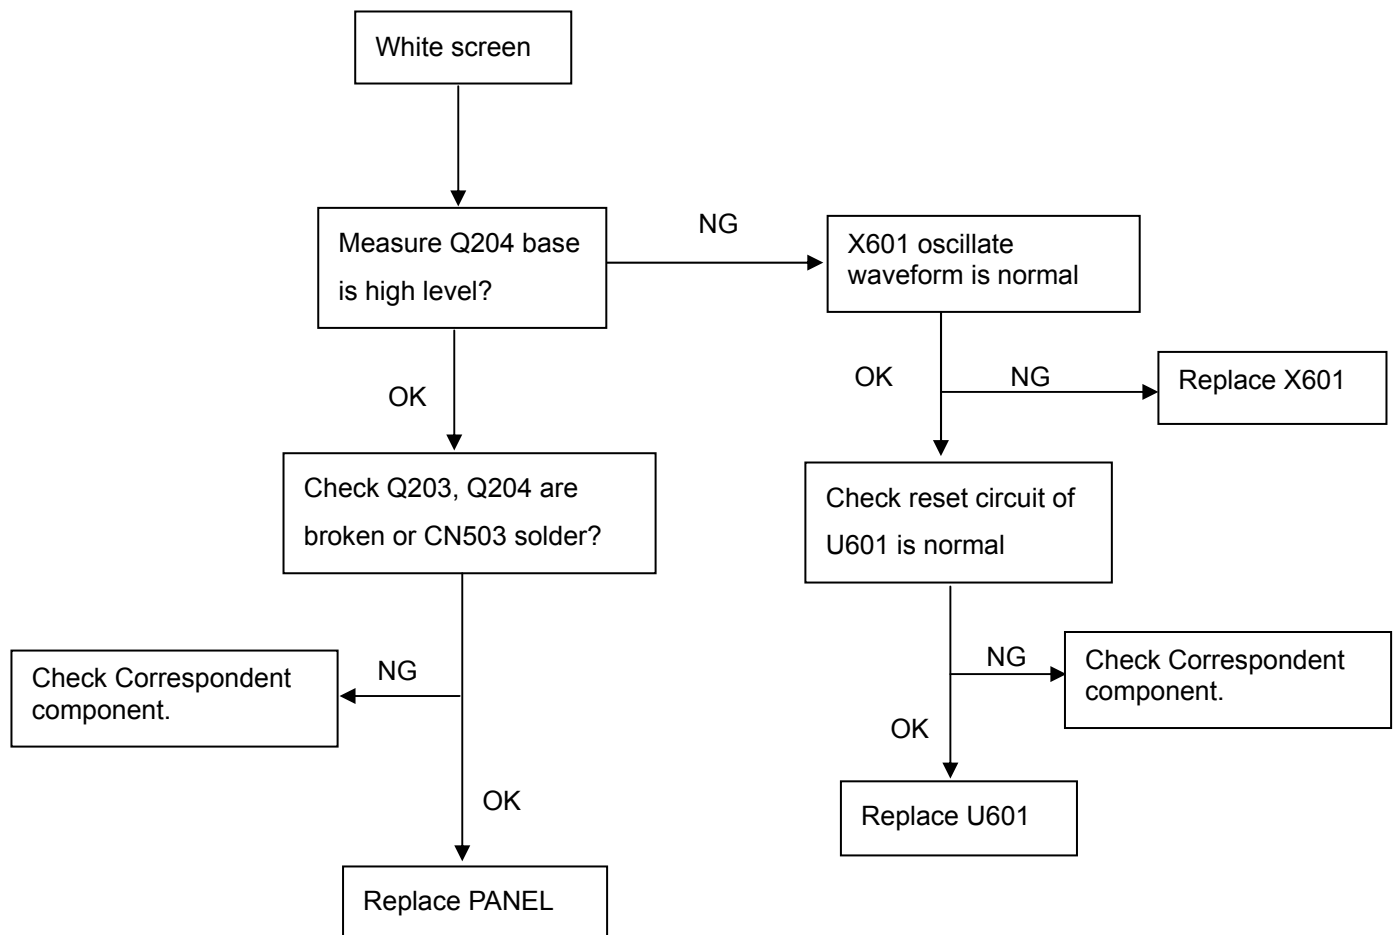 White screen
Measure Q204 base
is high level?
NG
X601 oscillate
waveform is normal
OK
NG
Replace X601
OK
Check Q203, Q204 are
broken or CN503 solder?
Check reset circuit of
U601 is normal
NG
Check Correspondent
component.
NG
Check Correspondent
component.
OK
OK
Replace U601
Replace PANEL